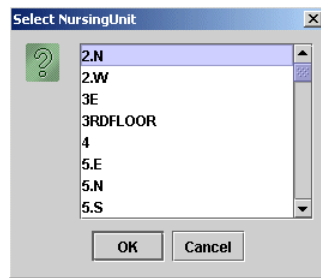 Select NursingUnit
2.N
2.W
3E
3RDFLOOR
4
5.E
5.N
5.S
OK Cancel